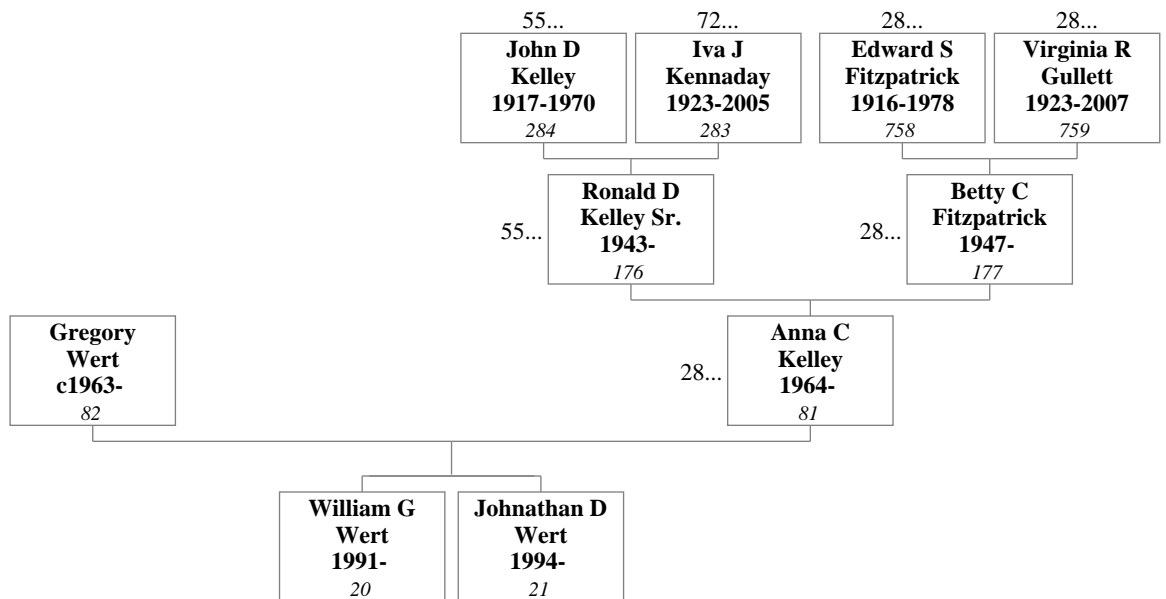 55...
72...
28...
28...
John D
Kelley
1917-1970
284
Iva J
Kennaday
1923-2005
283
Edward S
Fitzpatrick
1916-1978
758
Virginia R
Gullett
1923-2007
759
55...
Ronald D
Kelley Sr.
1943-
176
28...
Betty C
Fitzpatrick
1947-
177
Gregory
Wert
c1963-
82
28...
Anna C
Kelley
1964-
81
William G
Wert
1991-
20
Johnathan D
Wert
1994-
21